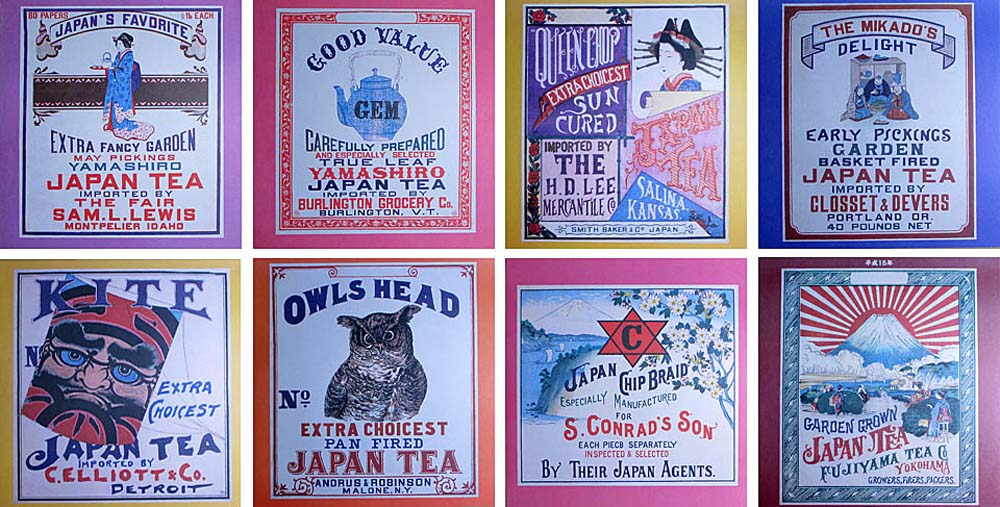 80 PAPERS
½ LB EACH
JAPAN'S FAVORITE
EXTRA FANCY GARDEN
MAY PICKINGS
YAMASHIRO
JAPAN TEA
IMPORTED BY
THE FAIR
SAM.L.LEWIS
MONTPELIER IDAHO
GOOD VALUE
GEM
CAREFULLY PREPARED
AND ESPECIALLY SELECTED
TRUE LEAF
YAMASHIRO
JAPAN TEA
IMPORTED BY
BURLINGTON GROCERY Co.
BURLINGTON, V.T.
QUEEN CHOP
EXTRA CHOICEST
SUN
CURED
IMPORTED BY
THE
H.D. LEE
MERCANTILE Co
JAPAN
TEA
SALINA
KANSAS
SMITH BAKER & Co JAPAN
THE MIKADO'S
DELIGHT
EARLY PICKINGS
GARDEN
BASKET FIRED
JAPAN TEA
IMPORTED BY
CLOSSET & DEVERS
PORTLAND OR.
40 POUNDS NET
KITE
EXTRA
CHOICEST
JAPAN TEA
IMPORTED BY
C.ELLIOTT & Co.
DETROIT
OWLS HEAD
No.
EXTRA CHOICEST
PAN FIRED
JAPAN TEA
ANDRUS & ROBINSON
MALONE, N.Y.
C
JAPAN CHIP BRAID
ESPECIALLY MANUFACTURED
FOR
S. CONRAD'S SON
EACH PIECB SEPARATELY
INSPECTED & SELECTED
BY THEIR JAPAN AGENTS.
平成15年
GARDEN GROWN
JAPAN TEA
FUJIYAMA TEA Co
YOKOHAMA
GROWERS, FIRERS, PACKERS.